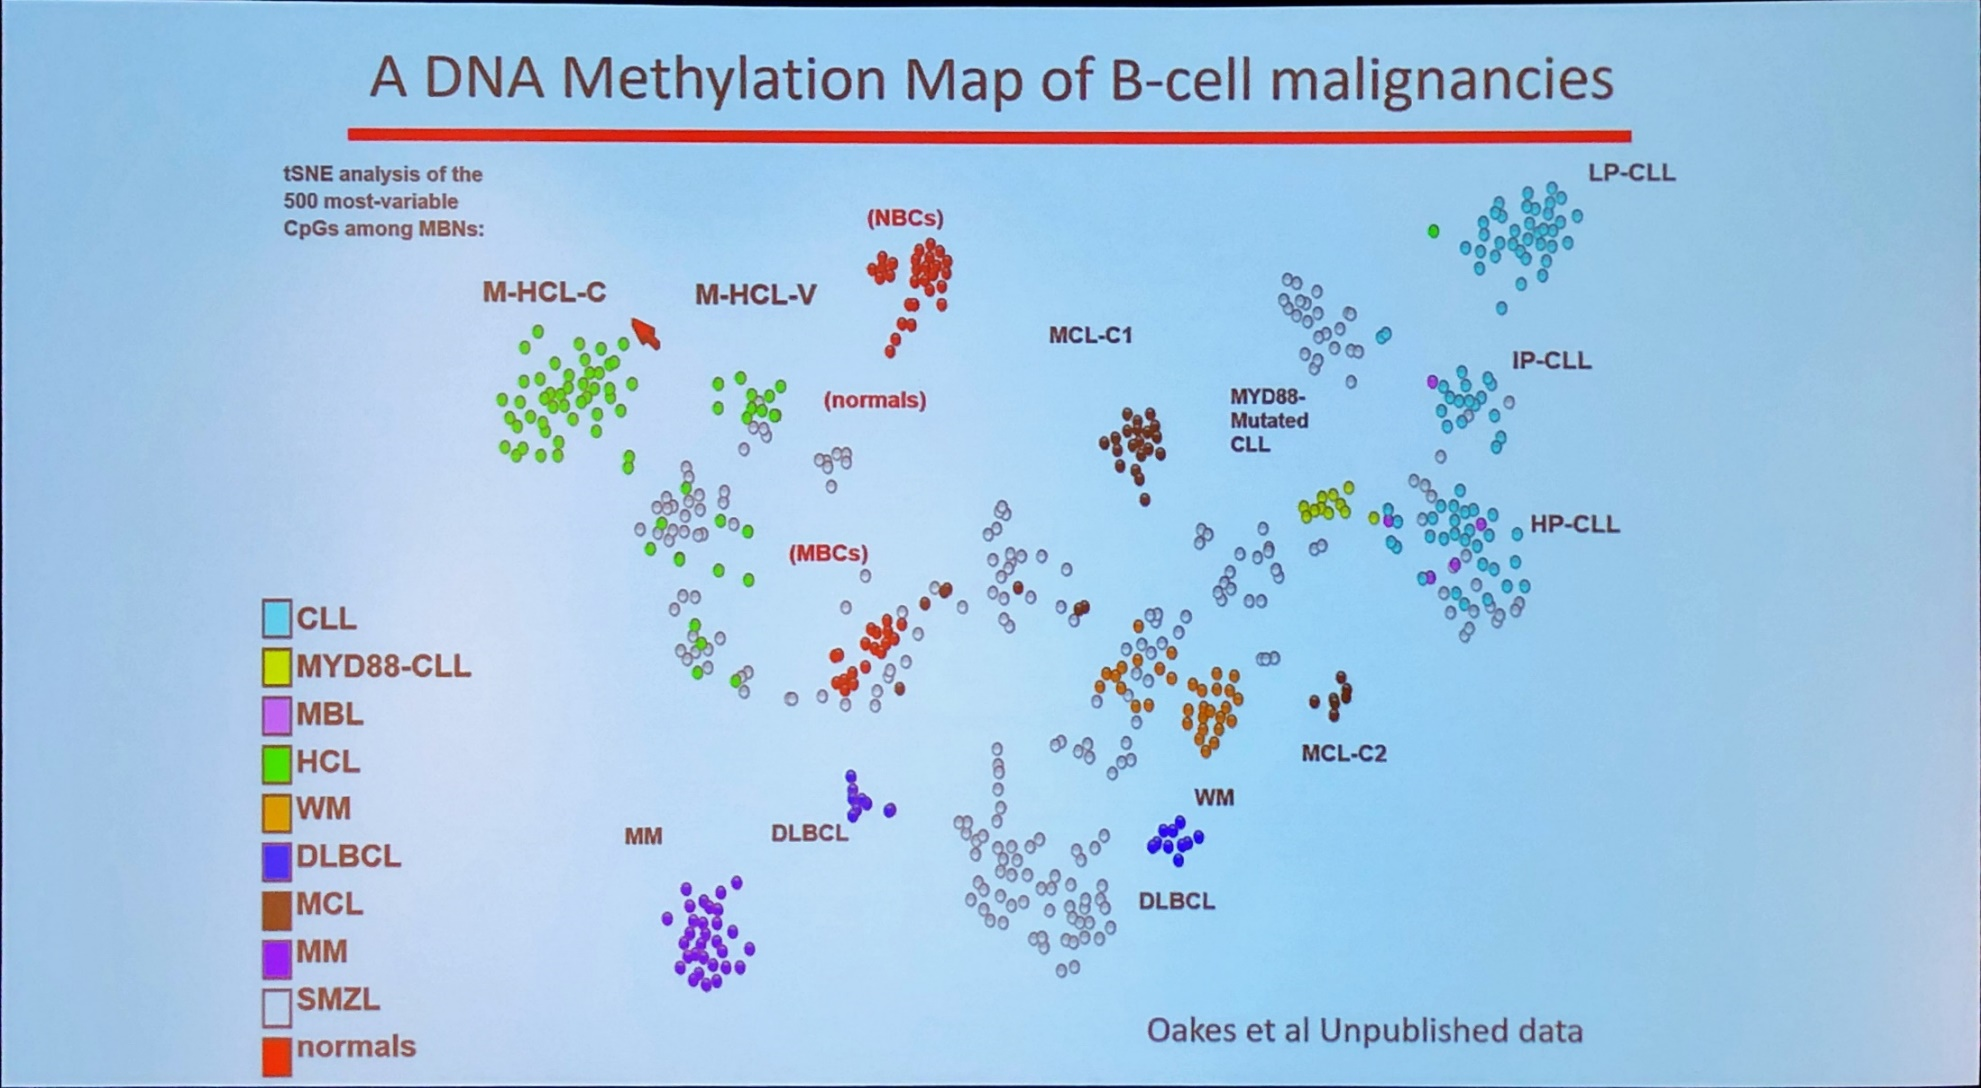 A DNA Methylation Map of B-cell malignancies
tSNE analysis of the
500 most-variable
CpGs among MBNs:
LP-CLL
(NBCs)
M-HCL-C
M-HCL-V
MCL-C1
IP-CLL
(normals)
MYD88-
Mutated
CLL
HP-CLL
(MBCs)
CLL
MYD88-CLL
MBL
HCL
WM
DLBCL
MCL
MM
SMZL
normals
MCL-C2
WM
MM
DLBCL
DLBCL
Oakes et al Unpublished data